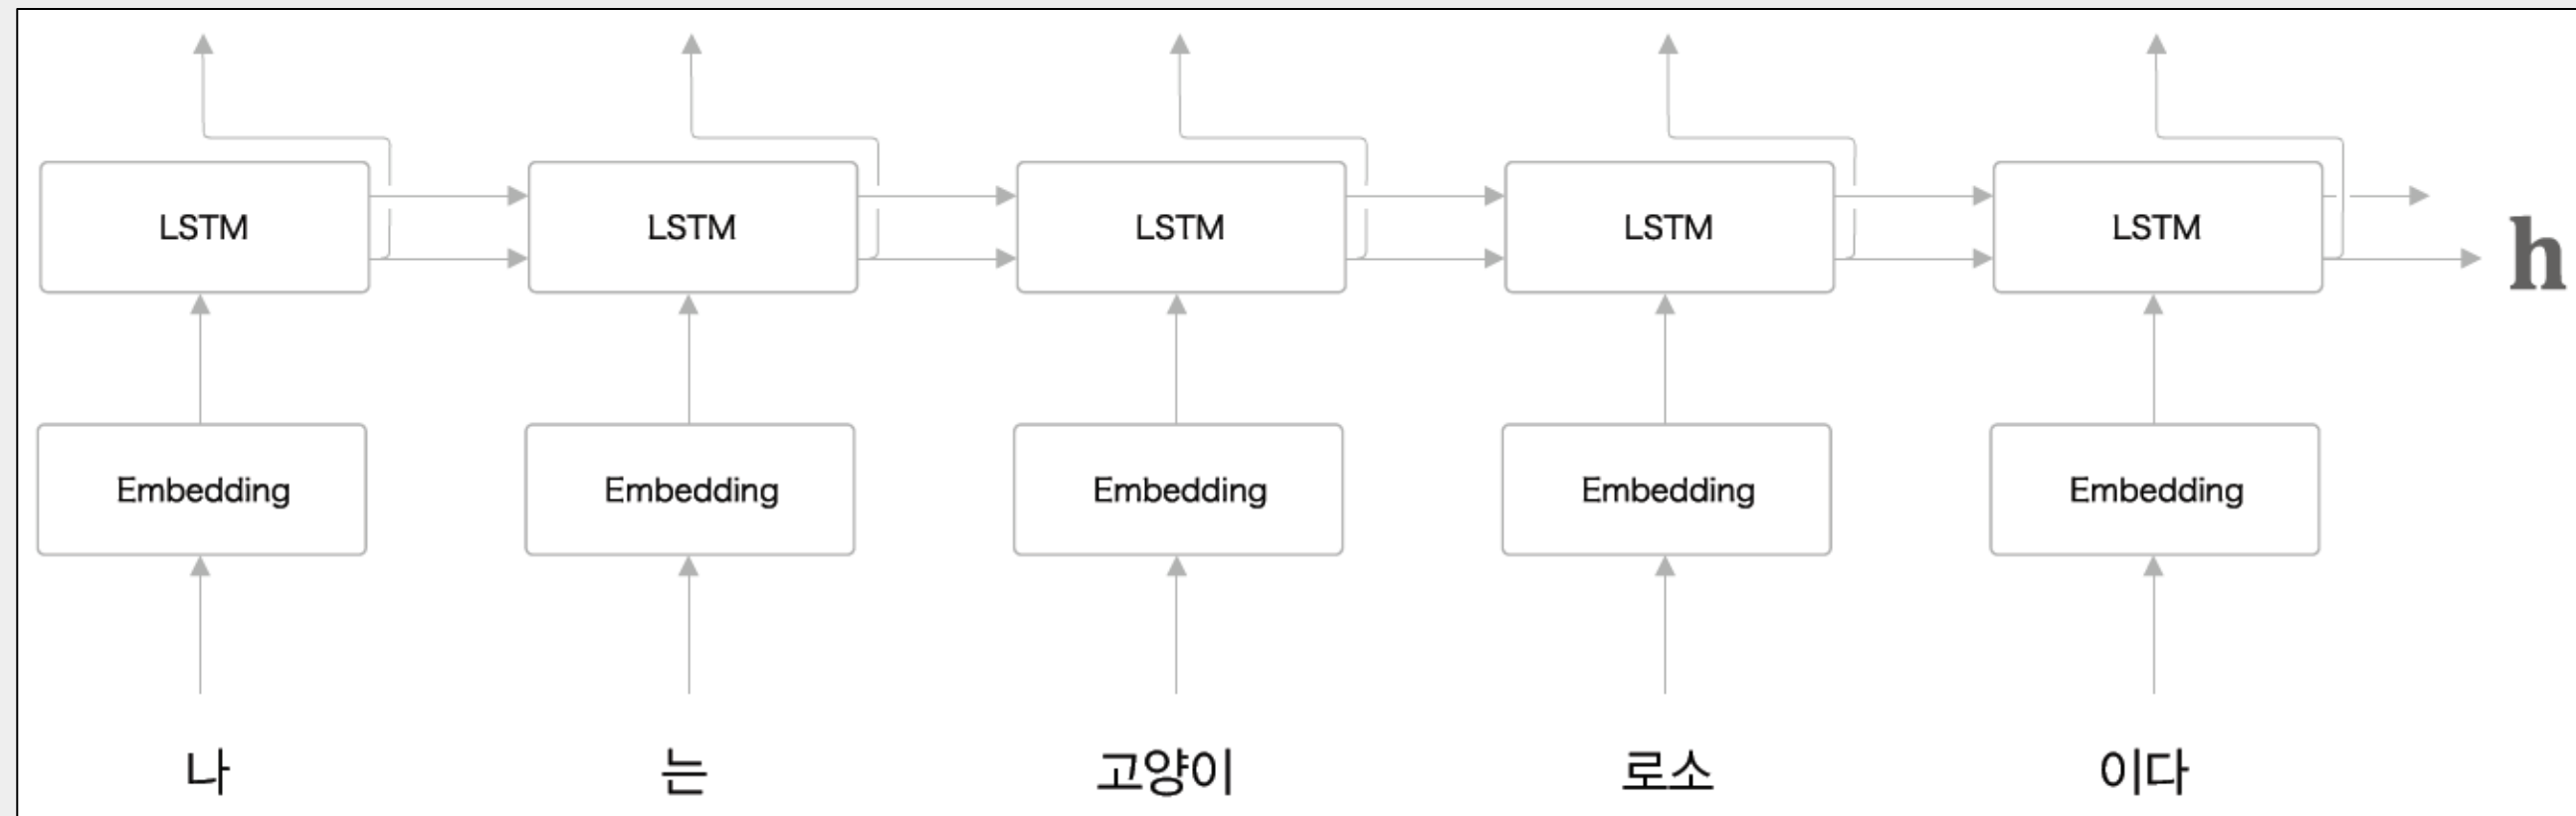 LSTM LSTM LSTM LSTM LSTM
h
Embedding Embedding Embedding Embedding Embedding
나 는 고양이 로소 이다